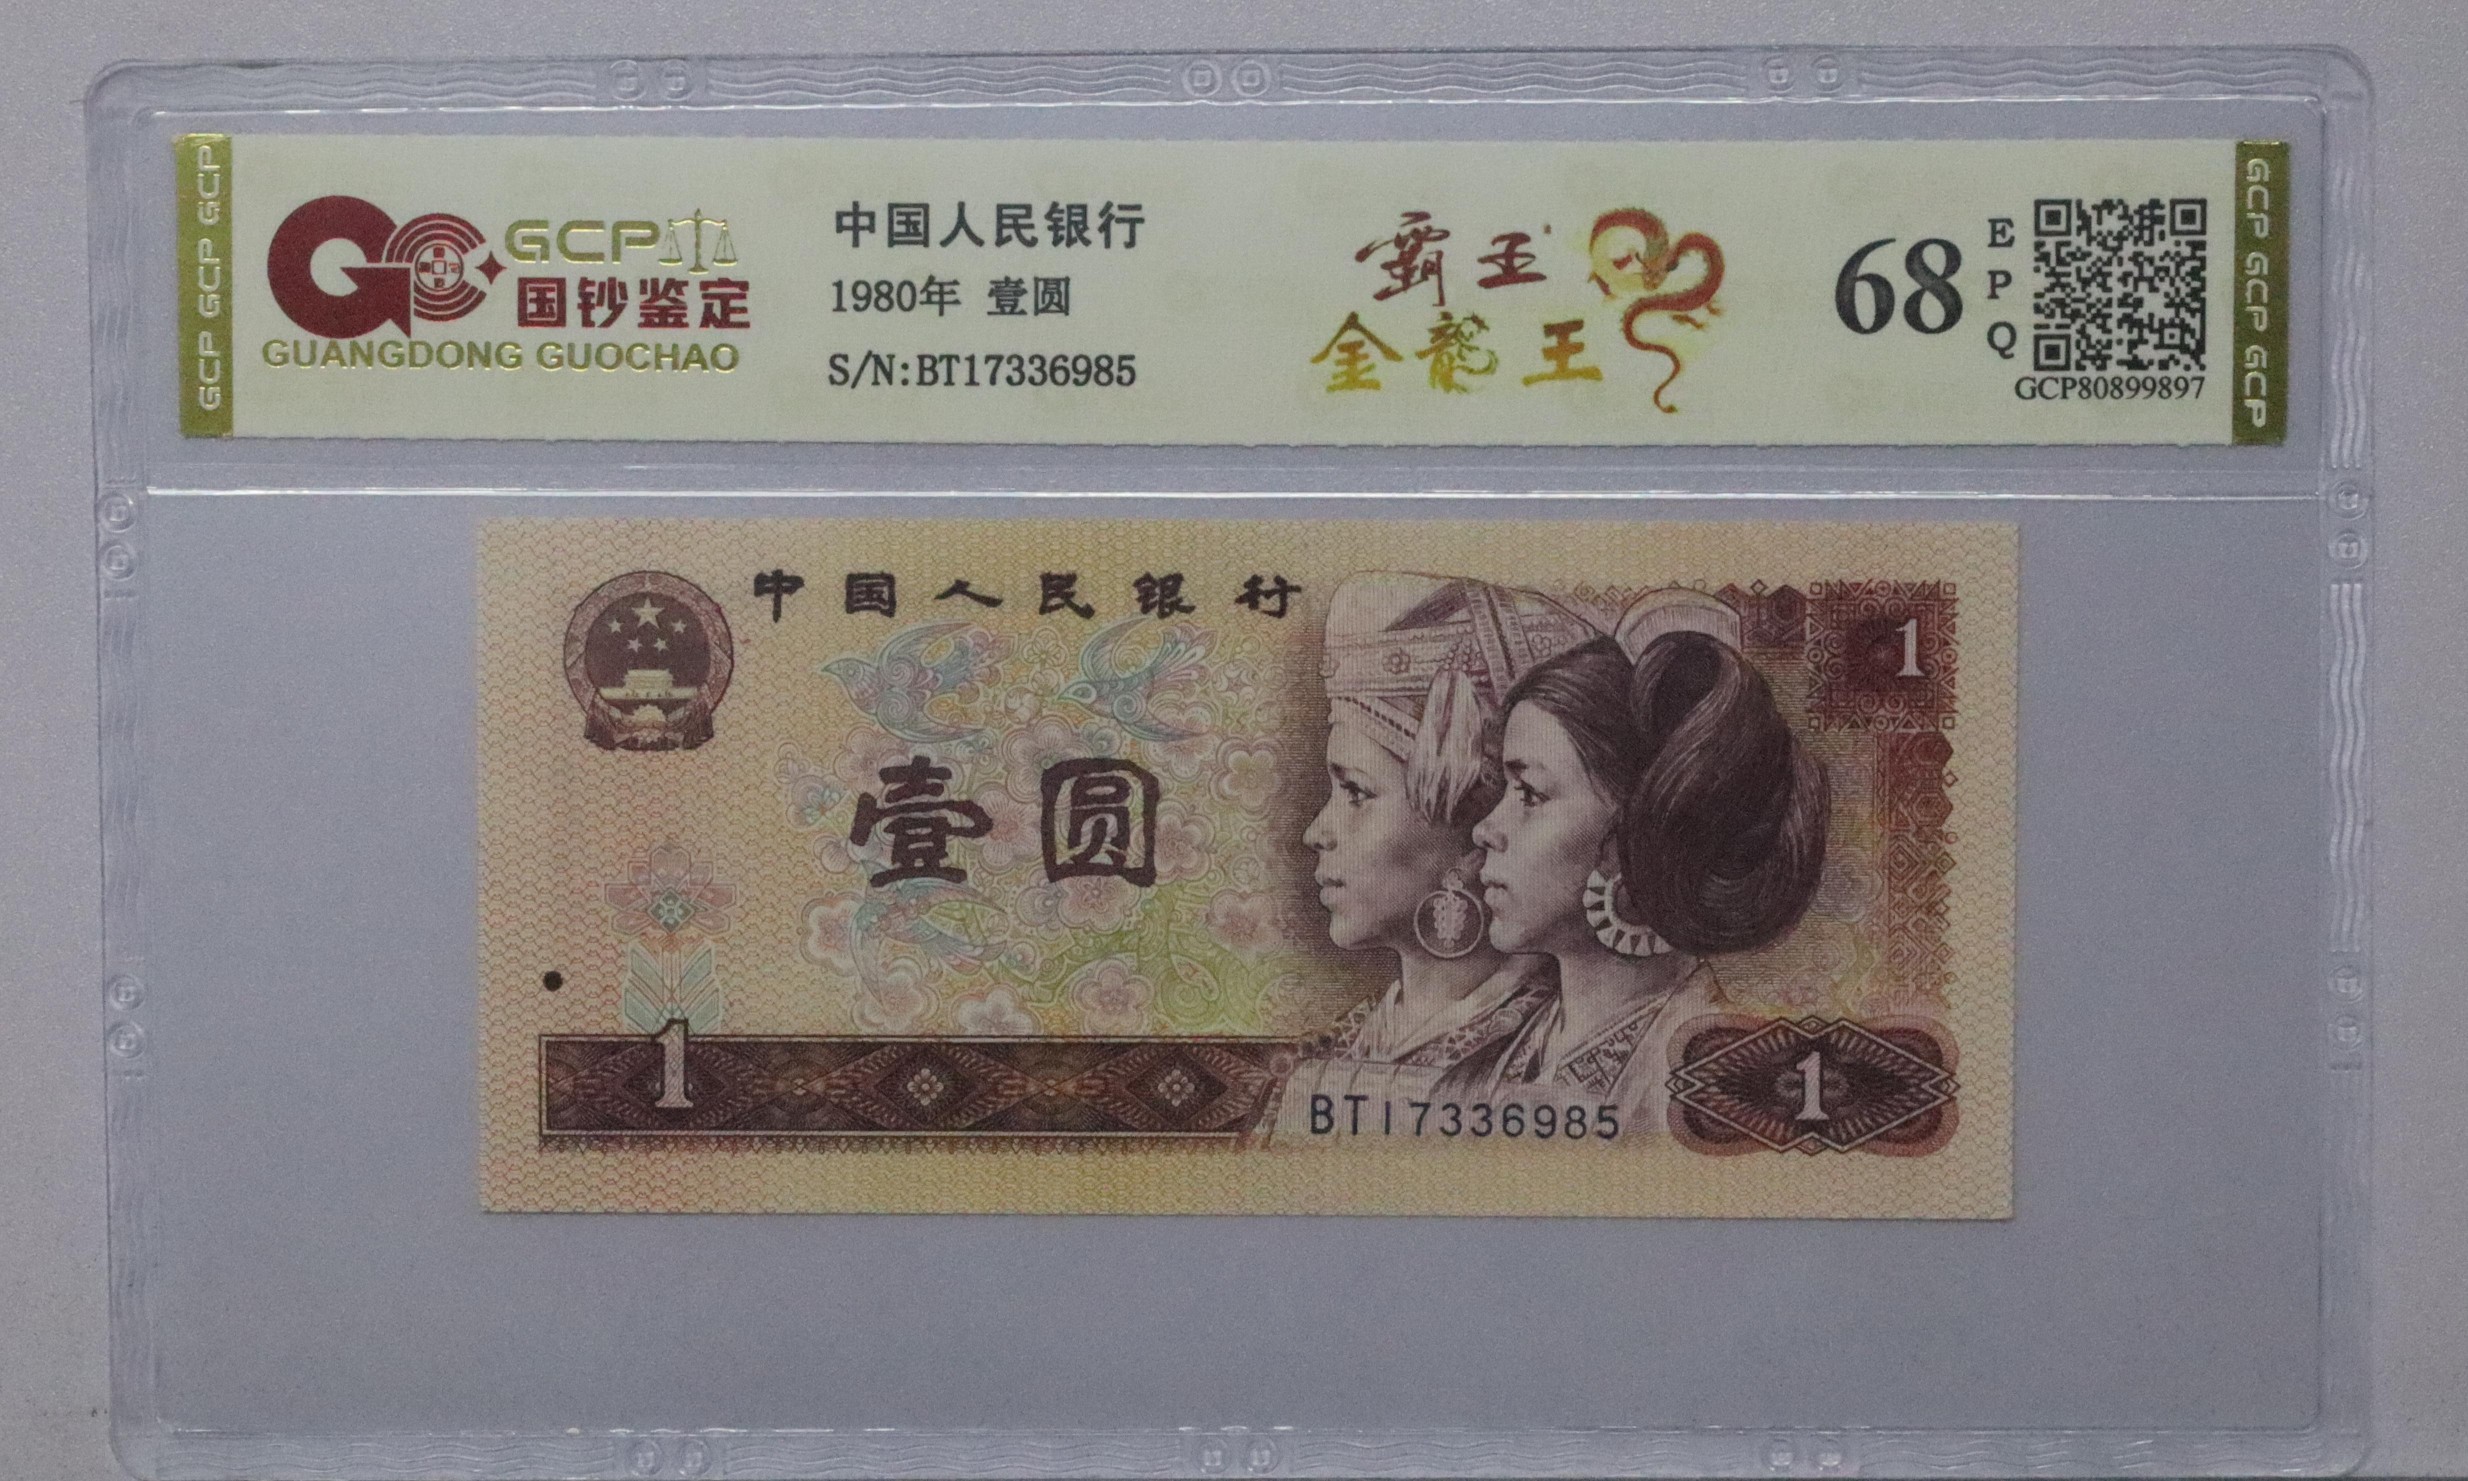 GCP GCP GCP
GCP
国钞鉴定
GUANGDONG GUOCHAO
中国人民银行
1980年 壹圆
S/N:BT17336985
霸王
金龍王
68
E
P
Q
GCP80899897
GCP GCP GCP
中国人民银行
1
壹圆
1
BT17336985
1